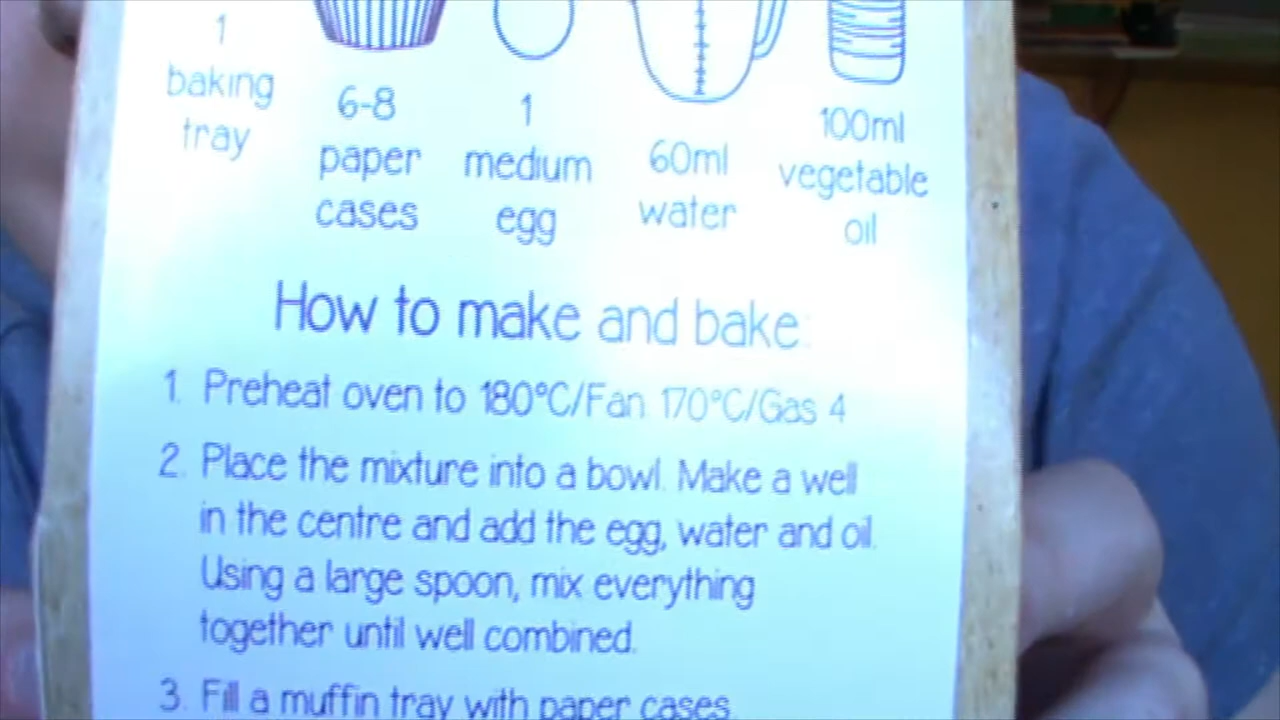 1
baking
tray
6-8
paper
cases
1
medium
egg
60ml
water
100ml
vegetable
oil
How to make and bake:
1. Preheat oven to 180°C/Fan 170°C/Gas 4
2. Place the mixture into a bowl. Make a well
in the centre and add the egg, water and oil.
Using a large spoon, mix everything
together until well combined.
3. Fill a muffin tray with paper cases.